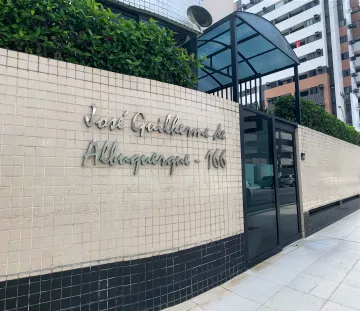 José Guilherme de
Albuquerque - 166